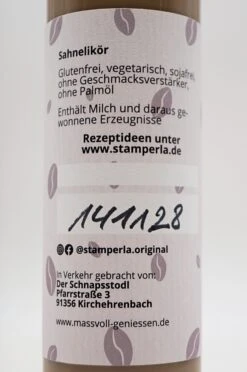 Sahnelikör
Glutenfrei, vegetarisch, sojafrei,
ohne Geschmacksverstärker,
ohne Palmöl
Enthält Milch und daraus ge-
wonnene Erzeugnisse
Rezeptideen unter
www.stamperla.de
141128
@stamperla.original
In Verkehr gebracht von:
Der Schnapsstodl
Pfarrstraße 3
91356 Kirchehrenbach
www.massvoll-geniessen.de